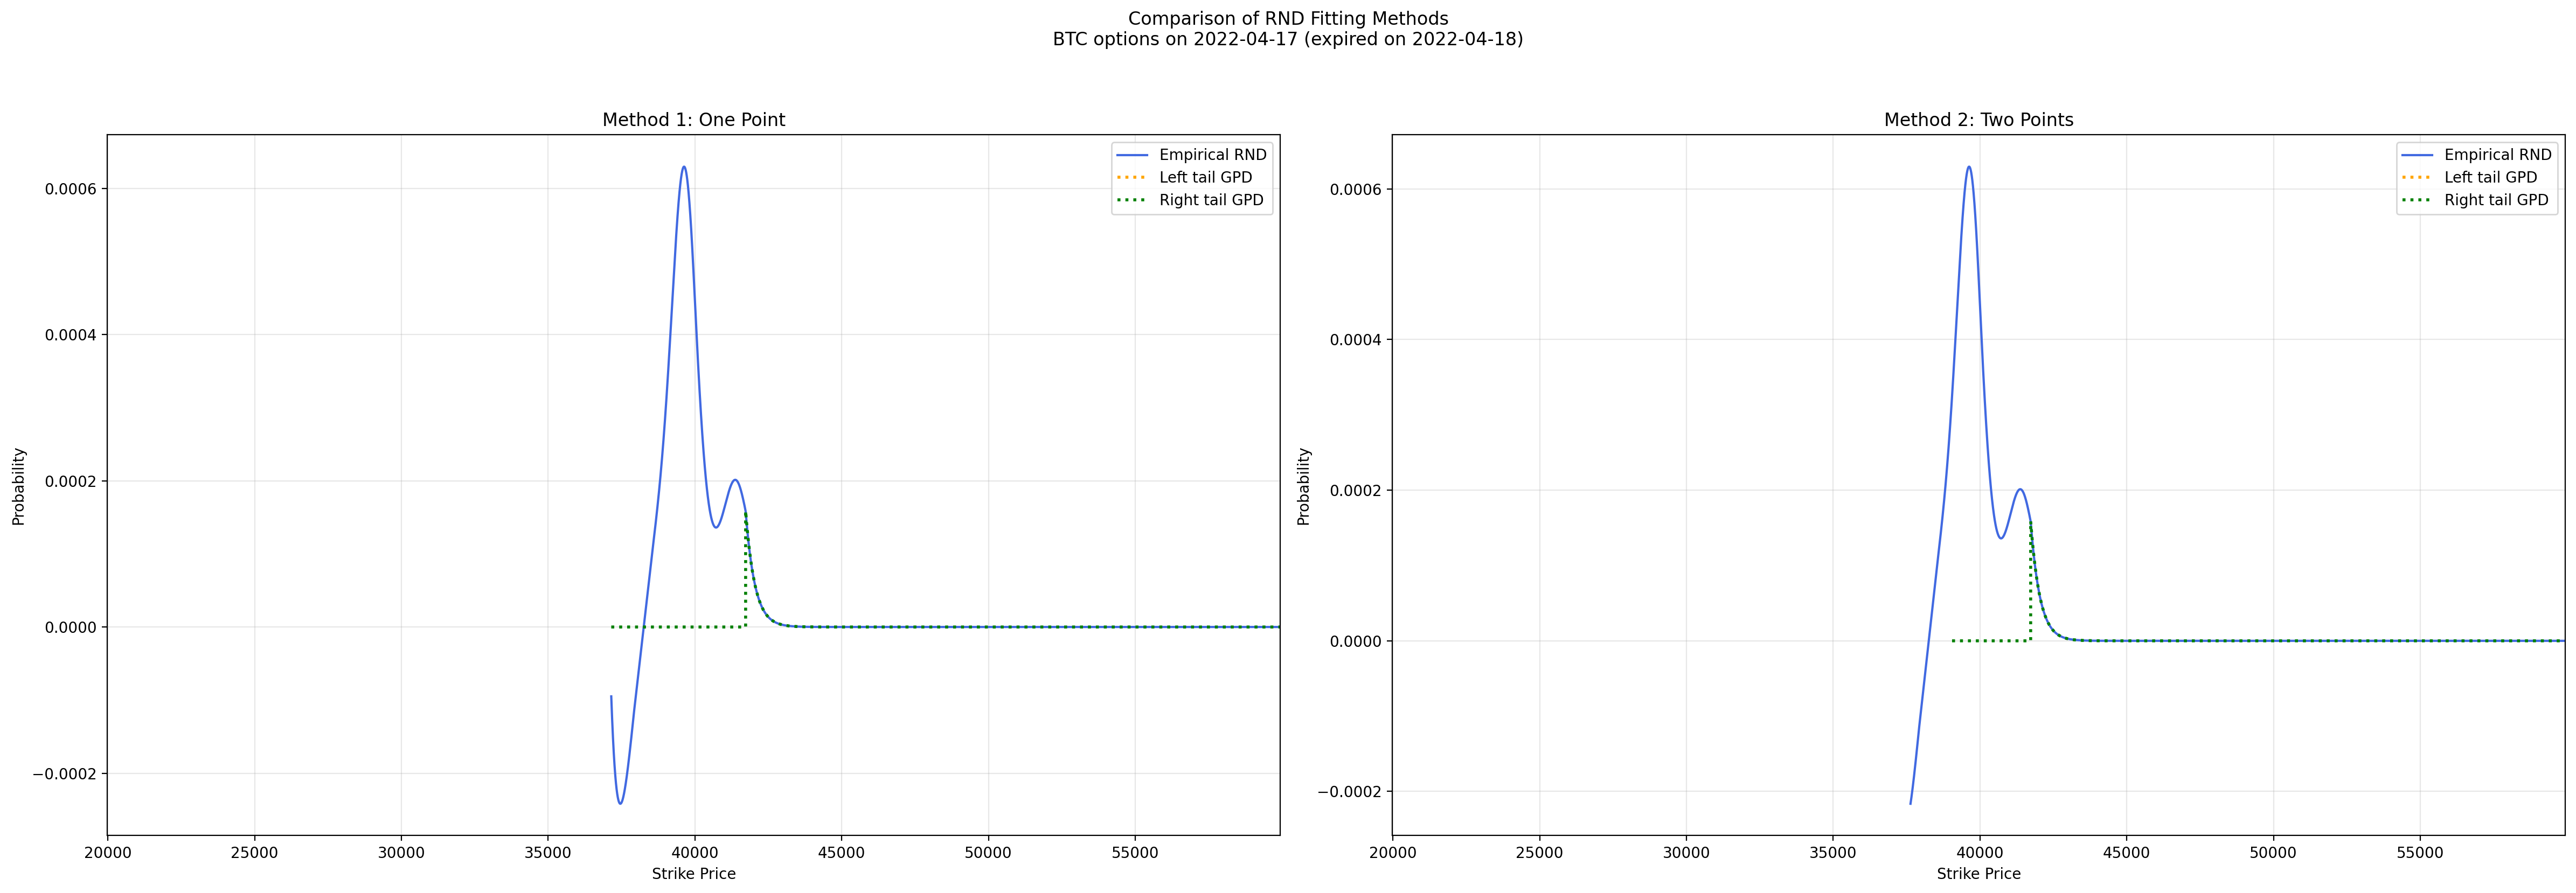 Comparison of RND Fitting Methods
BTC options on 2022-04-17 (expired on 2022-04-18)
Method 1: One Point
Empirical RND
Left tail GPD
Right tail GPD
Probability
0.0006
0.0004
0.0002
0.0000
−0.0002
20000 25000 30000 35000 40000 45000 50000 55000
Strike Price
Method 2: Two Points
Empirical RND
Left tail GPD
Right tail GPD
Probability
0.0006
0.0004
0.0002
0.0000
−0.0002
20000 25000 30000 35000 40000 45000 50000 55000
Strike Price